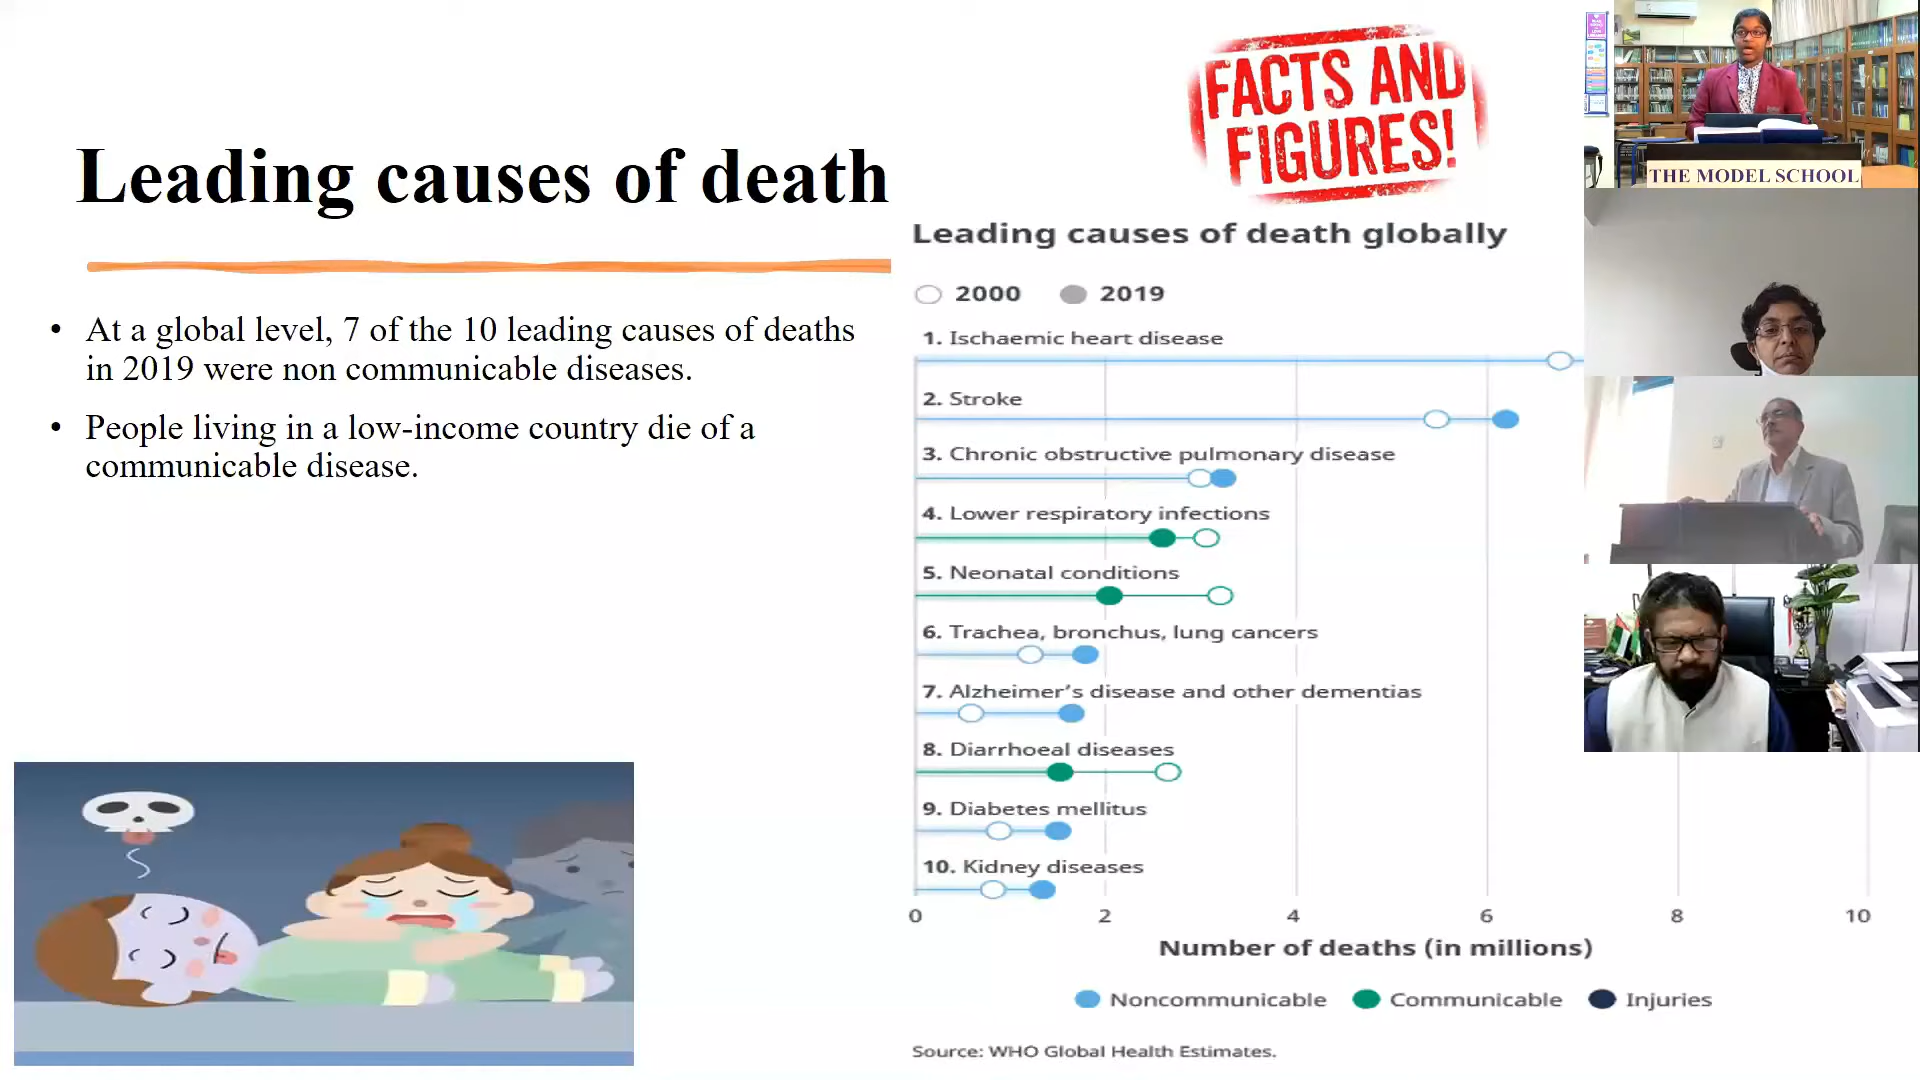 Leading causes of death
• At a global level, 7 of the 10 leading causes of deaths
in 2019 were non communicable diseases.
• People living in a low-income country die of a
communicable disease.
FACTS AND
FIGURES!
Leading causes of death globally
2000 2019
1. Ischaemic heart disease
2. Stroke
3. Chronic obstructive pulmonary disease
4. Lower respiratory infections
5. Neonatal conditions
6. Trachea, bronchus, lung cancers
7. Alzheimer's disease and other dementias
8. Diarrhoeal diseases
9. Diabetes mellitus
10. Kidney diseases
0 2 4 6 8 10
Number of deaths (in millions)
Noncommunicable Communicable Injuries
Source: WHO Global Health Estimates.
THE MODEL SCHOOL